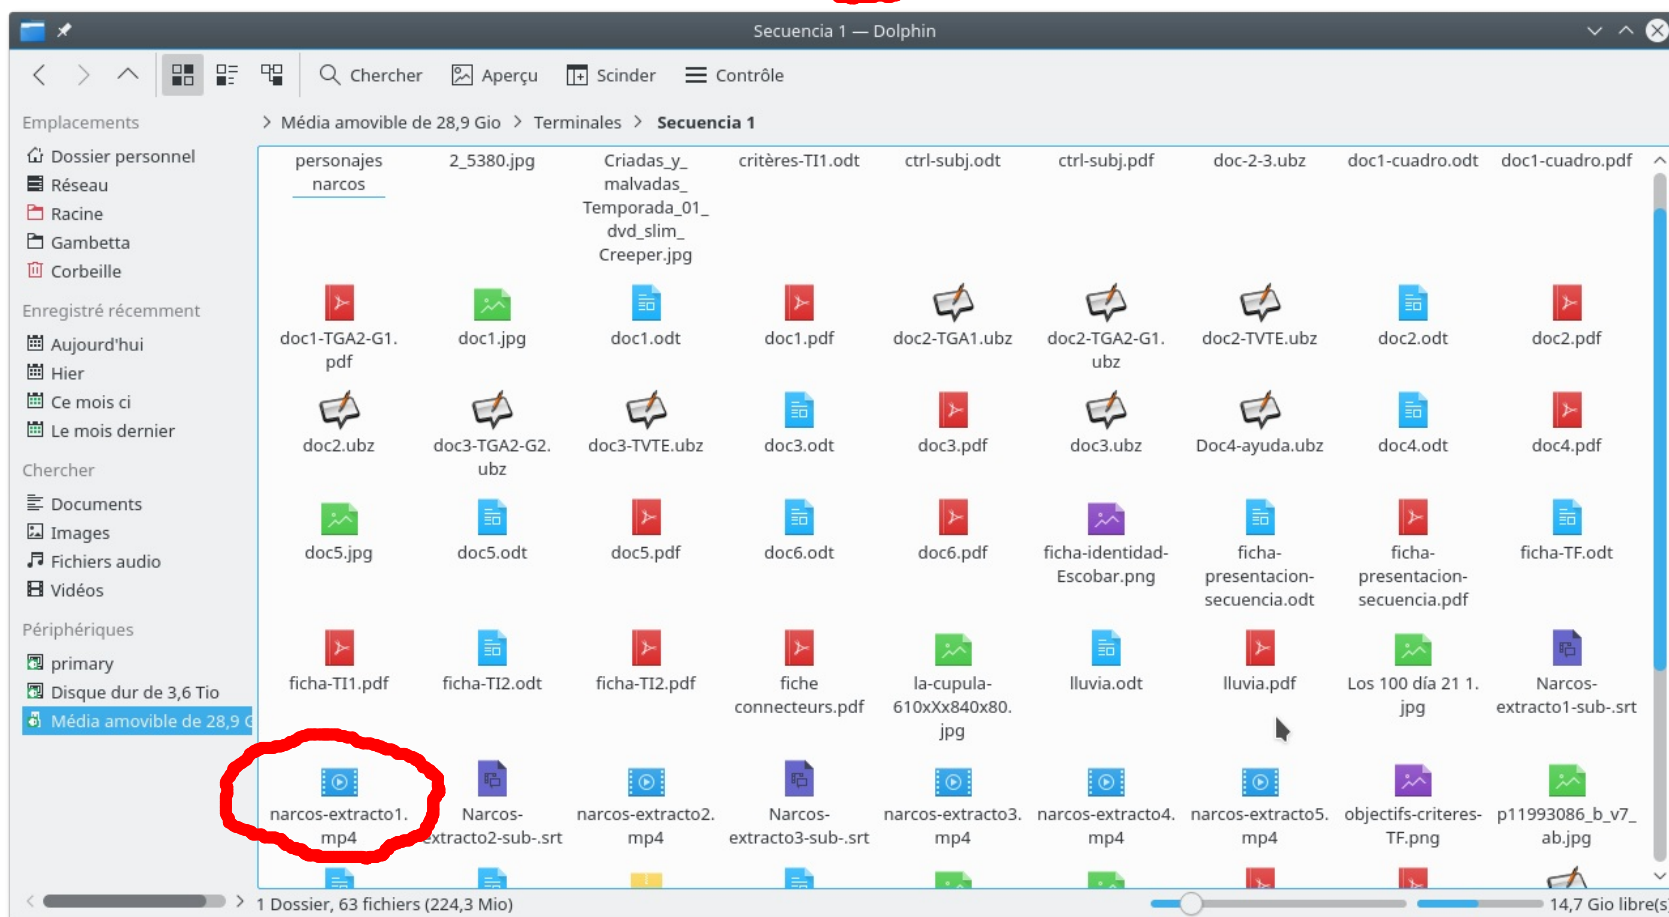 Secuencia 1 — Dolphin
Chercher Aperçu Scinder Contrôle
Emplacements
Dossier personnel
Réseau
Racine
Gambetta
Corbeille
Enregistré récemment
Aujourd'hui
Hier
Ce mois ci
Le mois dernier
Chercher
Documents
Images
Fichiers audio
Vidéos
Périphériques
primary
Disque dur de 3,6 Tio
Média amovible de 28,9 G
> Média amovible de 28,9 Gio > Terminales > Secuencia 1
personajes
narcos
2_5380.jpg
Criadas_y_
malvadas_
Temporada_01_
dvd_slim_
Creeper.jpg
critères-TI1.odt
ctrl-subj.odt
ctrl-subj.pdf
doc-2-3.ubz
doc1-cuadro.odt
doc1-cuadro.pdf
doc1-TGA2-G1.
pdf
doc1.jpg
doc1.odt
doc1.pdf
doc2-TGA1.ubz
doc2-TGA2-G1.
ubz
doc2-TVTE.ubz
doc2.odt
doc2.pdf
doc2.ubz
doc3-TGA2-G2.
ubz
doc3-TVTE.ubz
doc3.odt
doc3.pdf
doc3.ubz
Doc4-ayuda.ubz
doc4.odt
doc4.pdf
doc5.jpg
doc5.odt
doc5.pdf
doc6.odt
doc6.pdf
ficha-identidad-
Escobar.png
ficha-
presentacion-
secuencia.odt
ficha-
presentacion-
secuencia.pdf
ficha-TF.odt
ficha-TI1.pdf
ficha-TI2.odt
ficha-TI2.pdf
fiche
connecteurs.pdf
la-cupula-
610xXx840x80.
jpg
lluvia.odt
lluvia.pdf
Los 100 día 21 1.
jpg
Narcos-
extracto1-sub-.srt
narcos-extracto1.
mp4
Narcos-
extracto2-sub-.srt
narcos-extracto2.
mp4
Narcos-
extracto3-sub-.srt
narcos-extracto3.
mp4
narcos-extracto4.
mp4
narcos-extracto5.
mp4
objectifs-criteres-
TF.png
p11993086_b_v7_
ab.jpg
1 Dossier, 63 fichiers (224,3 Mio)
14,7 Gio libre(s